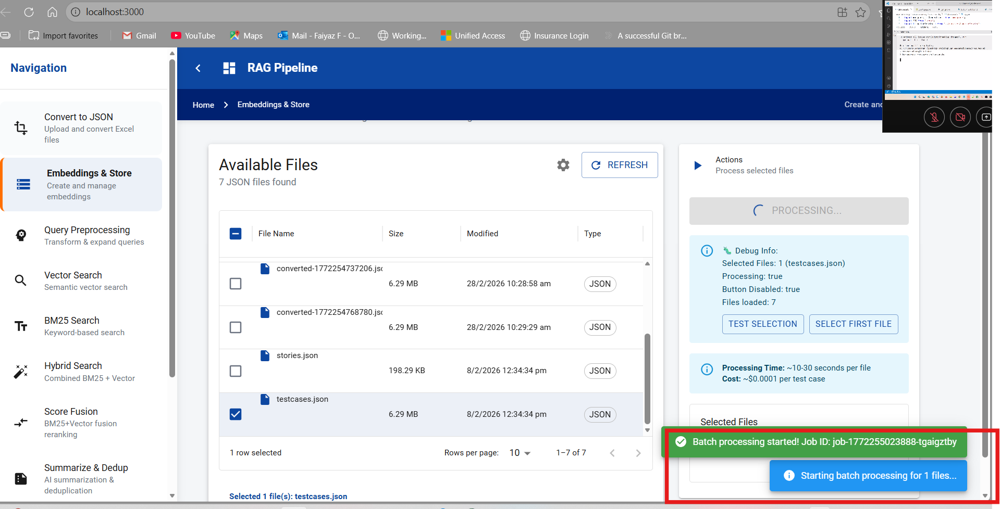 localhost:3000
Import favorites
Gmail
YouTube
Maps
Mail - Faiyaz F - O...
Working...
Unified Access
Insurance Login
A successful Git br...
Navigation
Convert to JSON
Upload and convert Excel
files
Embeddings & Store
Create and manage
embeddings
Query Preprocessing
Transform & expand queries
Vector Search
Semantic vector search
BM25 Search
Keyword-based search
Hybrid Search
Combined BM25 + Vector
Score Fusion
BM25+Vector fusion
reranking
Summarize & Dedup
AI summarization &
deduplication
RAG Pipeline
Home
Embeddings & Store
Create and
Available Files
7 JSON files found
REFRESH
File Name Size Modified Type
converted-1772254737206.jsc
6.29 MB 28/2/2026 10:28:58 am JSON
converted-1772254768780.jsc
6.29 MB 28/2/2026 10:29:29 am JSON
stories.json
198.29 KB 8/2/2026 12:34:34 pm JSON
testcases.json
6.29 MB 8/2/2026 12:34:34 pm JSON
1 row selected
Rows per page: 10
1–7 of 7
Selected 1 file(s): testcases.json
Actions
Process selected files
PROCESSING...
Debug Info:
Selected Files: 1 (testcases.json)
Processing: true
Button Disabled: true
Files loaded: 7
TEST SELECTION
SELECT FIRST FILE
Processing Time: ~10-30 seconds per file
Cost: ~$0.0001 per test case
Selected Files
Batch processing started! Job ID: job-1772255023888-tgaigztby
Starting batch processing for 1 files...